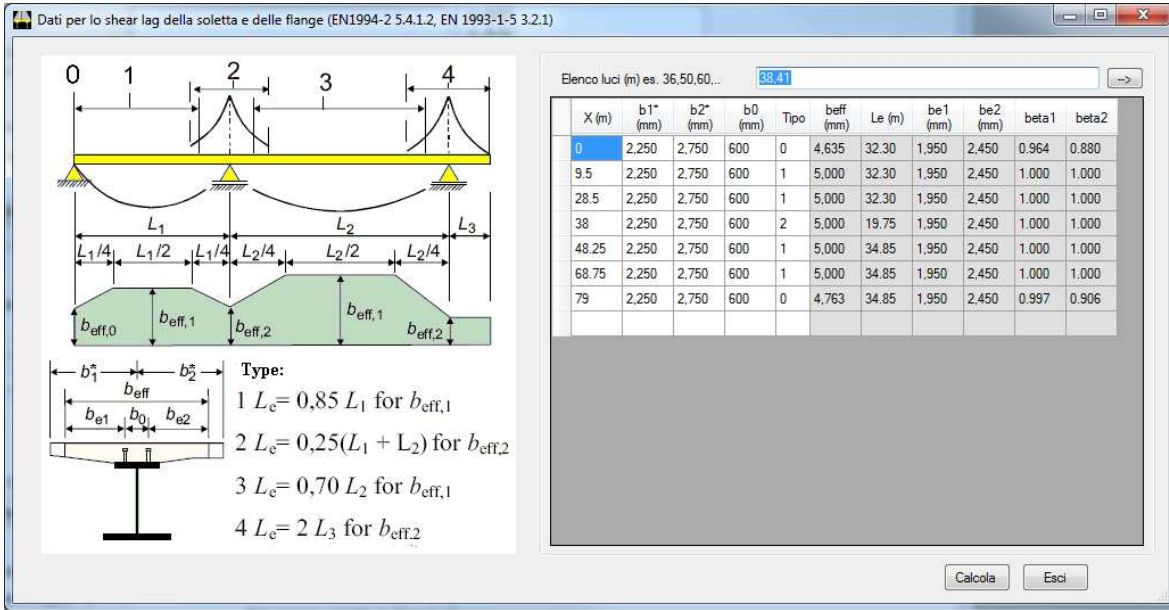 Dati per lo shear lag della soletta e delle flange (EN1994-2 5.4.1.2, EN 1993-1-5 3.2.1)
0 1 2 3 4
L1 L2 L3
L1/4 L1/2 L1/4 L2/4 L2/2 L2/4
beff,0 beff,1 beff,2 beff,1 beff,2
b*1 b*2
beff
be1 b0 be2
Type:
1 Le= 0,85 L1 for beff,1
2 Le= 0,25(L1 + L2) for beff,2
3 Le= 0,70 L2 for beff,1
4 Le= 2 L3 for beff,2
Elenco luci (m) es. 36,50,60,.. 38,41 -->
X (m) b1* (mm) b2* (mm) b0 (mm) Tipo beff (mm) Le (m) be1 (mm) be2 (mm) beta1 beta2
0 2,250 2,750 600 0 4,635 32.30 1,950 2,450 0.964 0.880
9.5 2,250 2,750 600 1 5,000 32.30 1,950 2,450 1.000 1.000
28.5 2,250 2,750 600 1 5,000 32.30 1,950 2,450 1.000 1.000
38 2,250 2,750 600 2 5,000 19.75 1,950 2,450 1.000 1.000
48.25 2,250 2,750 600 1 5,000 34.85 1,950 2,450 1.000 1.000
68.75 2,250 2,750 600 1 5,000 34.85 1,950 2,450 1.000 1.000
79 2,250 2,750 600 0 4,763 34.85 1,950 2,450 0.997 0.906
Calcola Esci